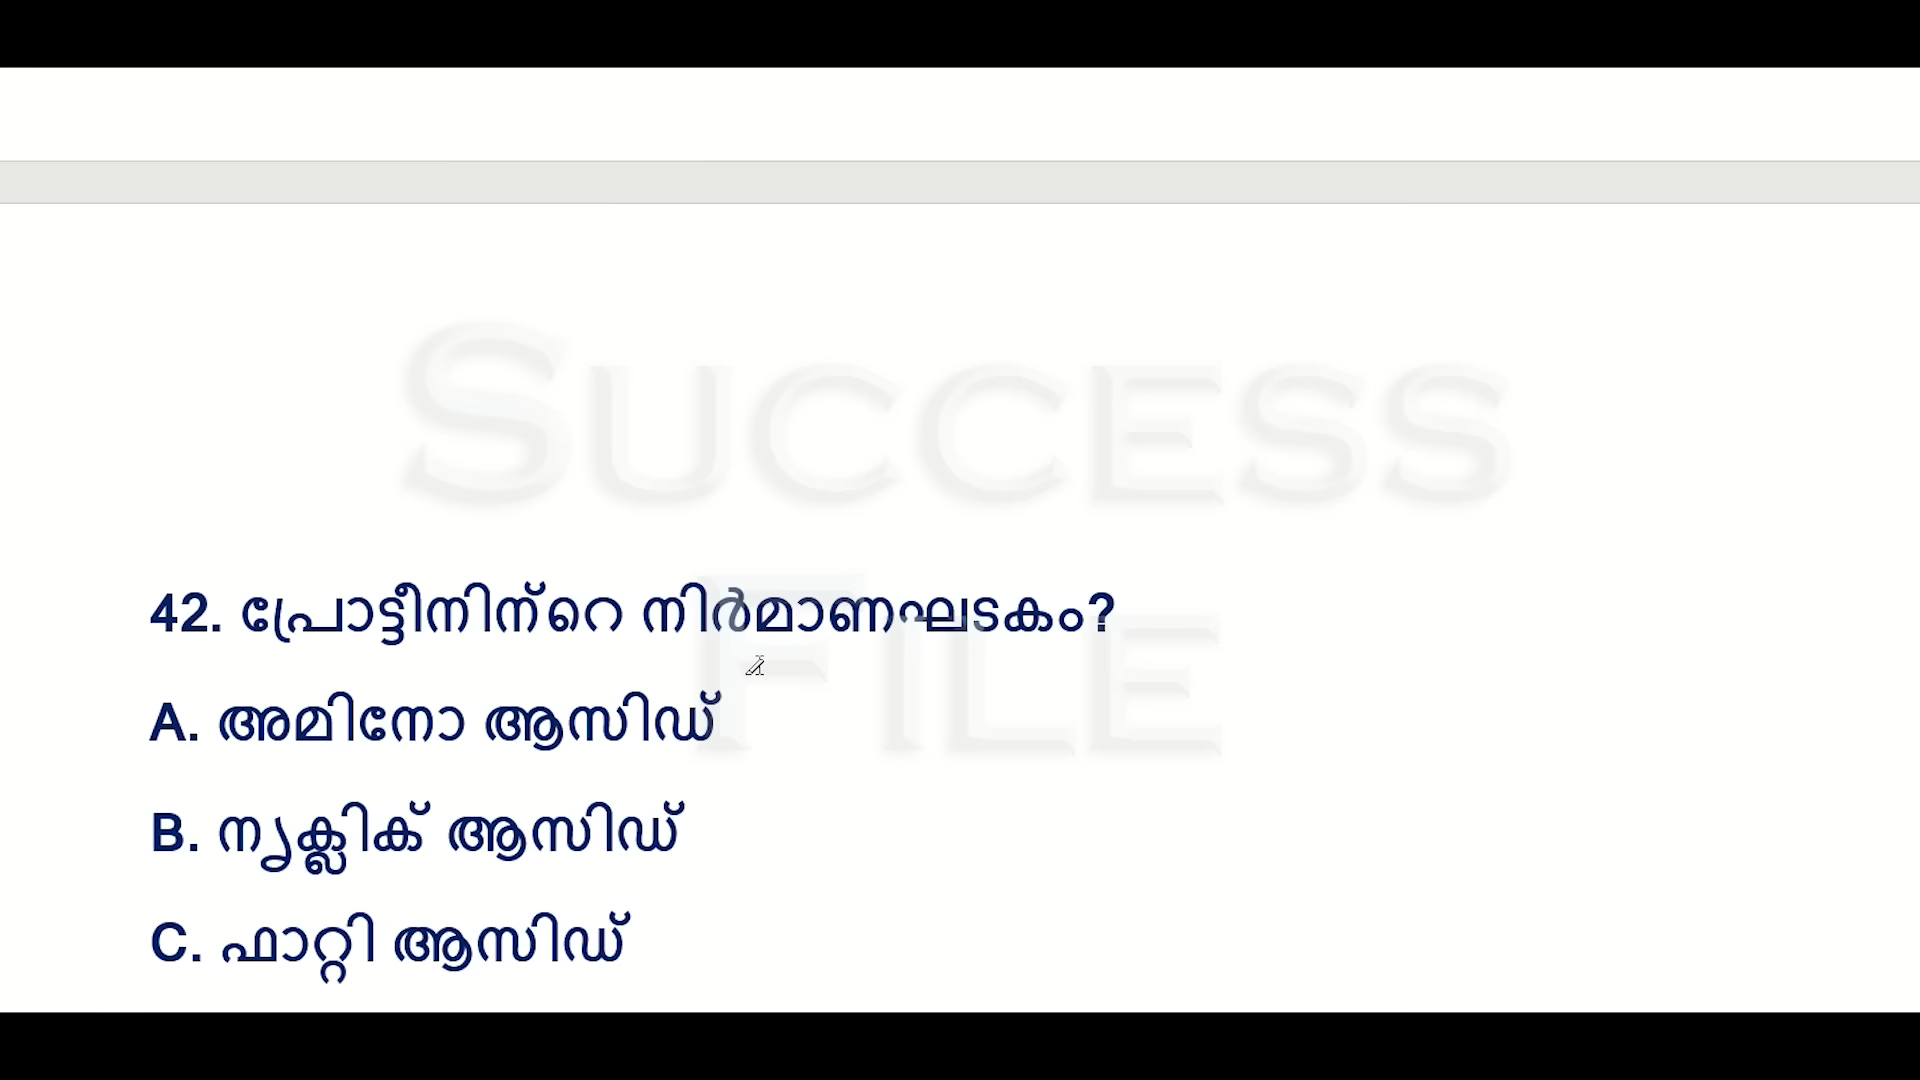 SUCCESS
FILE
42. പ്രോട്ടീനിന്റെ നിർമാണഘടകം?
A. അമിനോ ആസിഡ്
B. നൃക്ലിക് ആസിഡ്
C. ഫാറ്റി ആസിഡ്